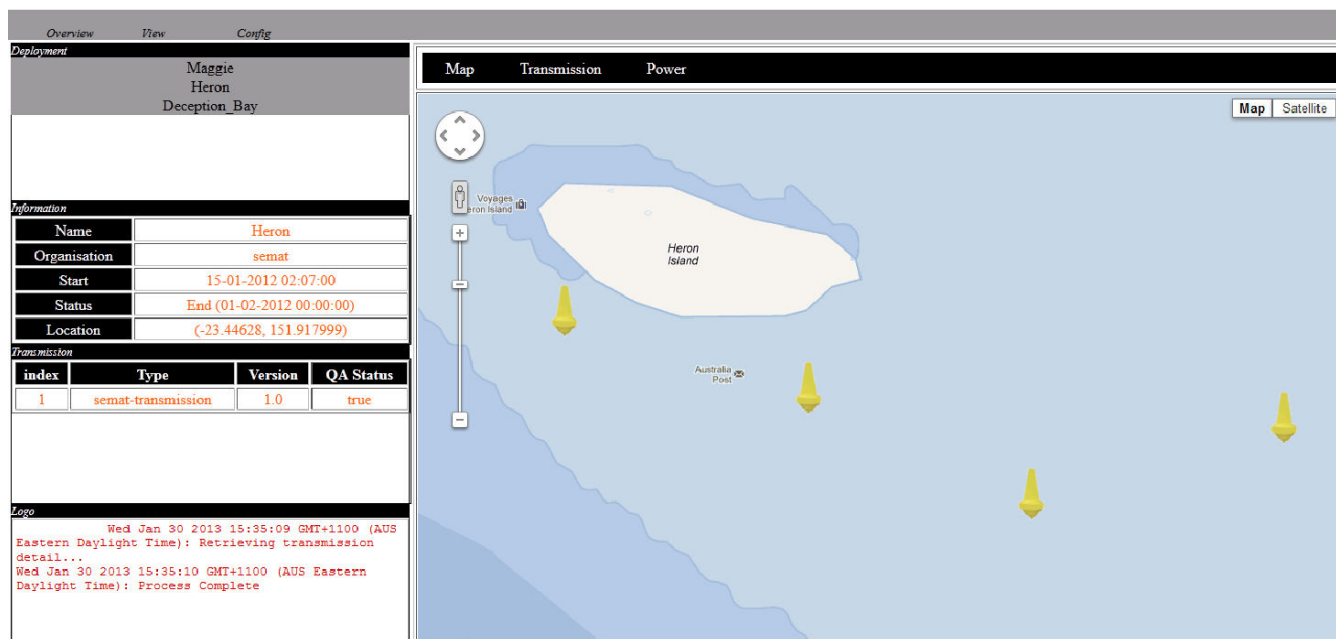 Overview View Config
Deployment
Maggie
Heron
Deception_Bay
Information
Name Heron
Organisation semat
Start 15-01-2012 02:07:00
Status End (01-02-2012 00:00:00)
Location (-23.44628, 151.917999)
Transmission
index Type Version QA Status
1 semat-transmission 1.0 true
Logo
Wed Jan 30 2013 15:35:09 GMT+1100 (AUS
Eastern Daylight Time): Retrieving transmission
detail...
Wed Jan 30 2013 15:35:10 GMT+1100 (AUS Eastern
Daylight Time): Process Complete
Map Transmission Power
Map Satellite
Voyages
eron Island
Heron
Island
Australia
Post